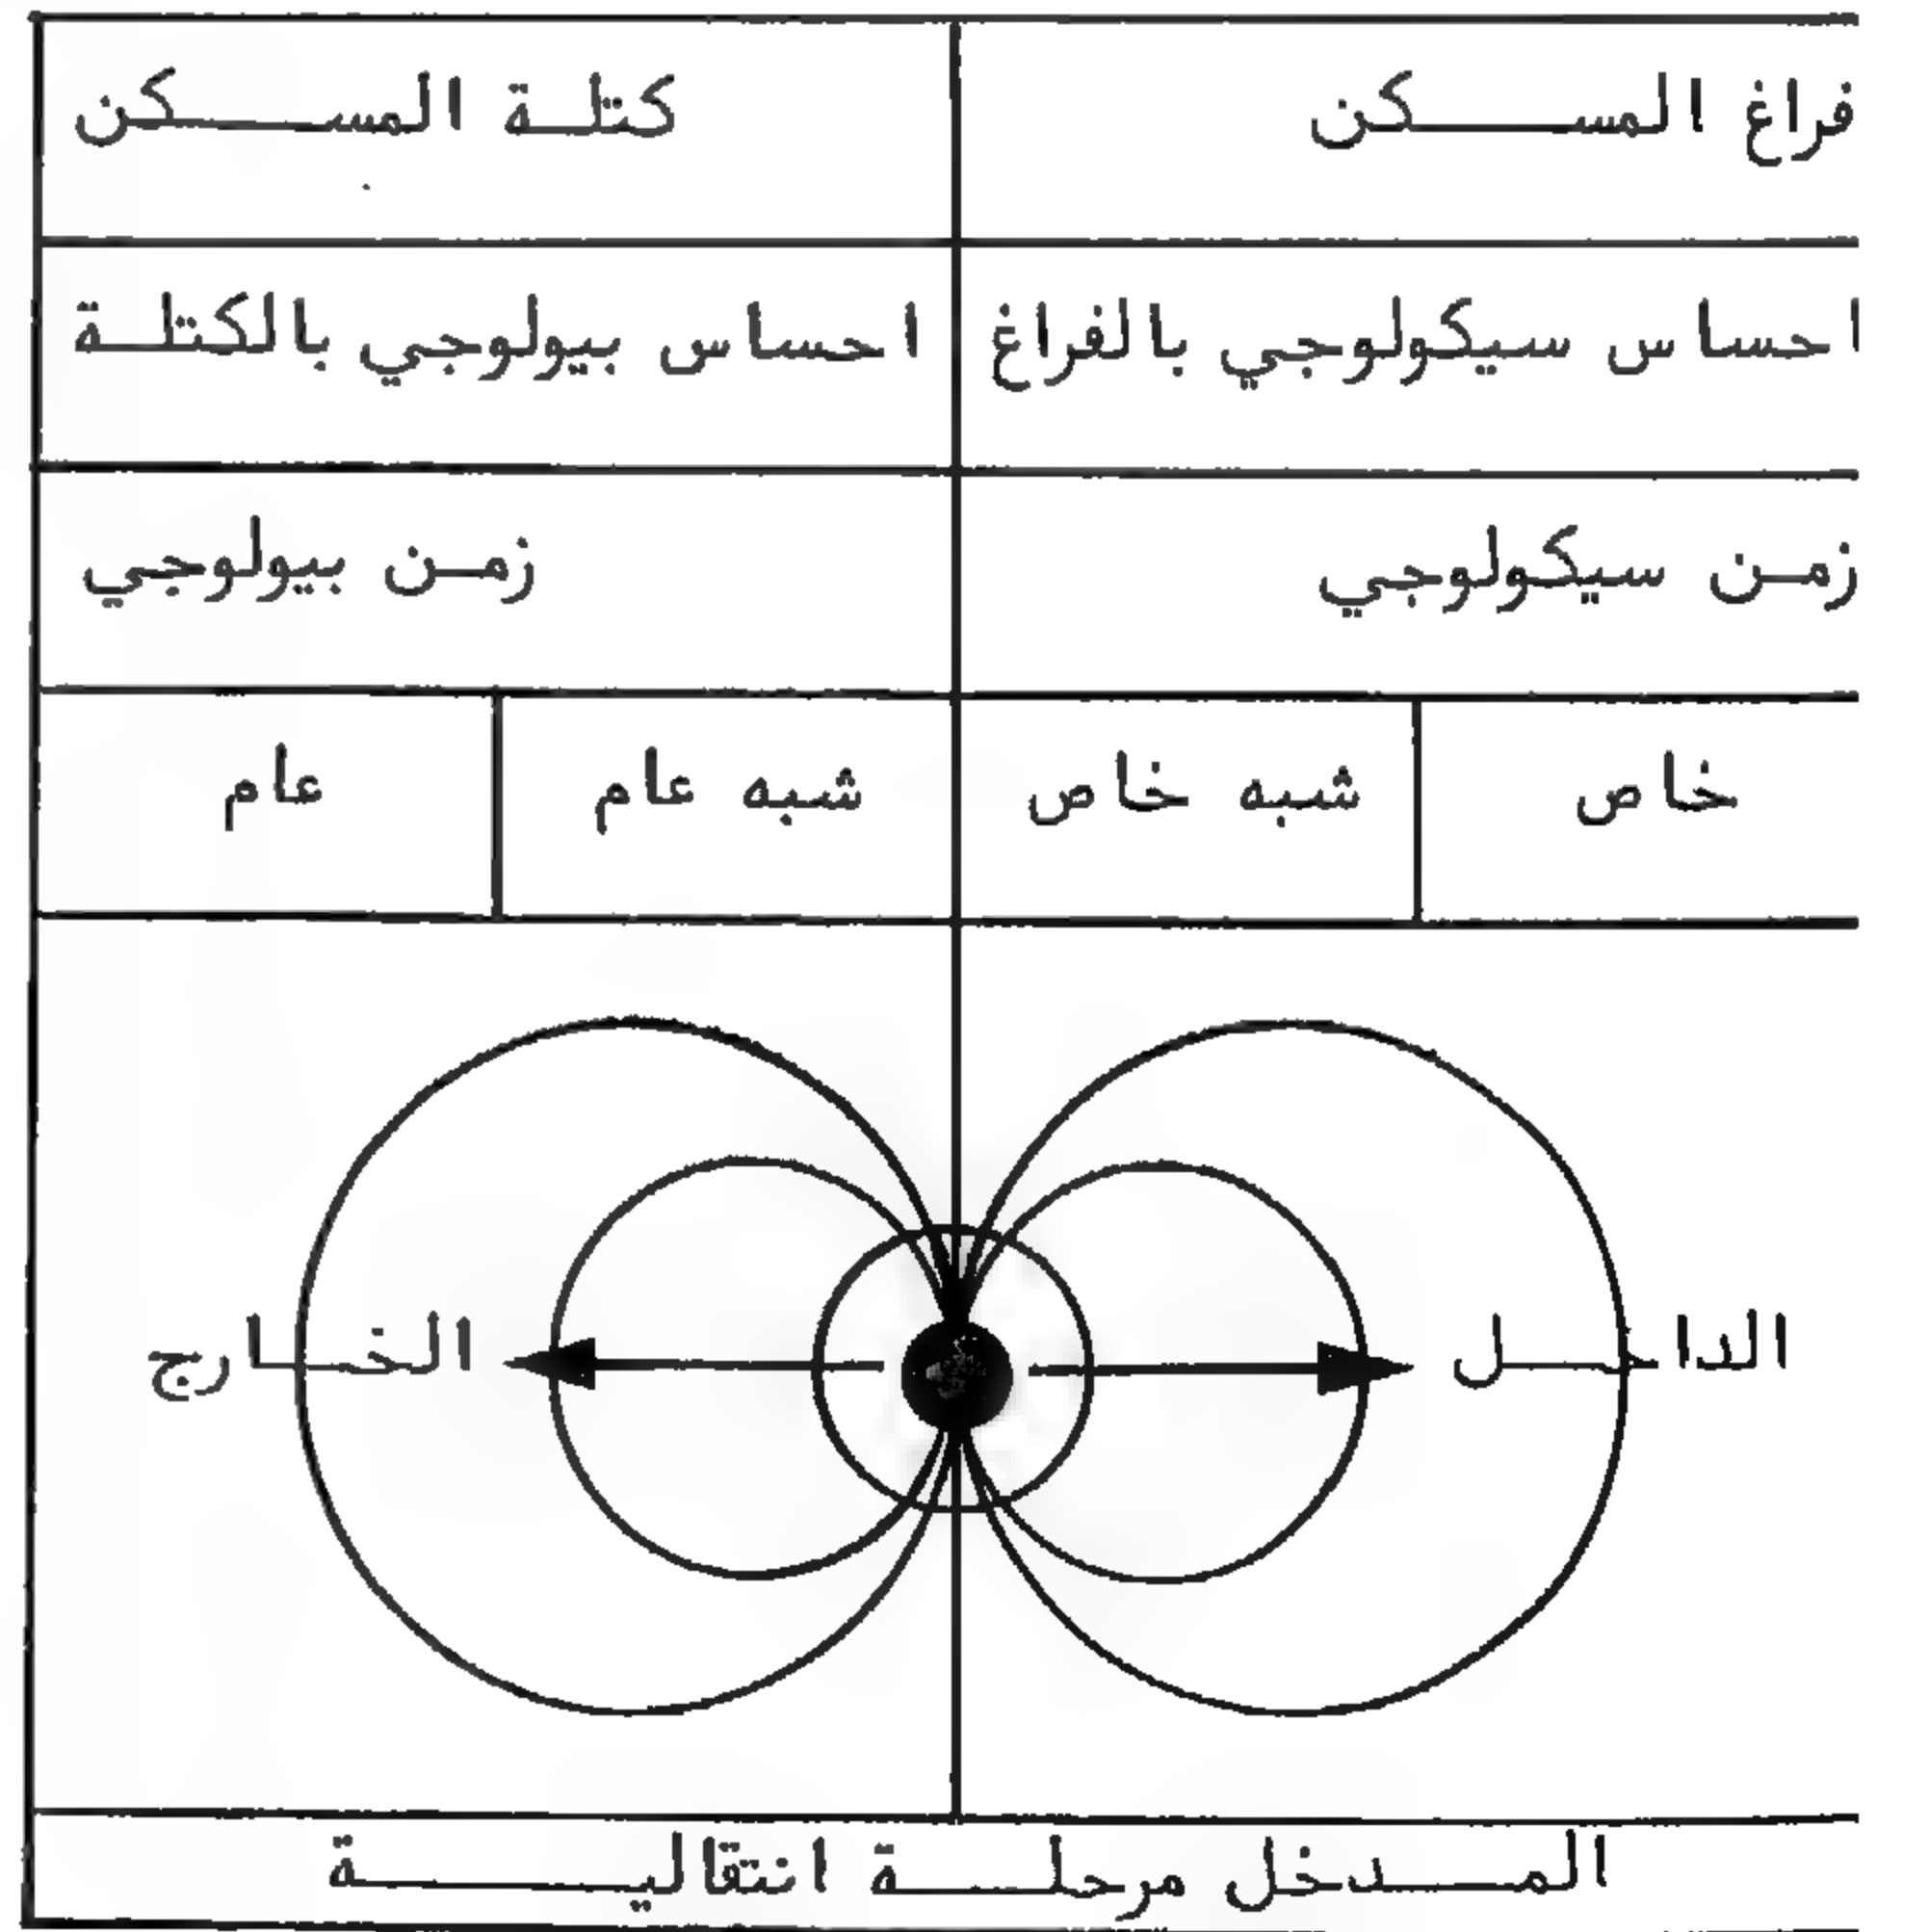 فراغ المسكن
كتلة المسكن
احساس سيكولوجي بالفراغ
احساس بيولوجي بالكتلة
زمن سيكولوجي
زمن بيولوجي
خاص
شبه خاص
شبه عام
عام
الداخل
الخارج
المدخل مرحلة انتقالية